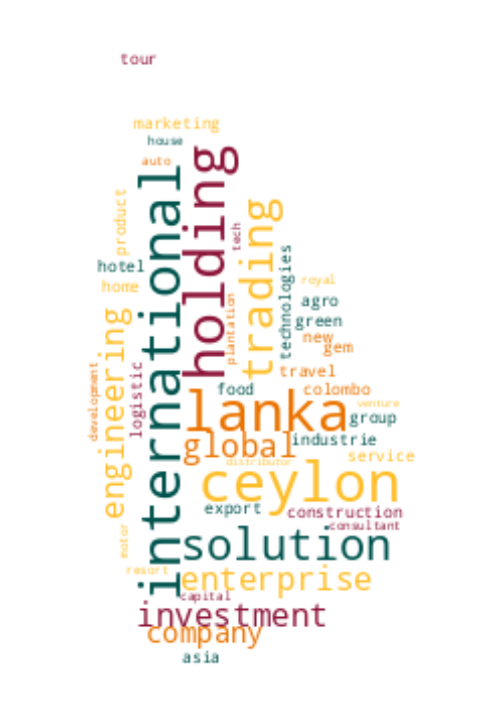 tour
marketing
house
auto
international
holding
product
trading
tech
technologies
hotel
home
royal
agro
plantation
engineering
green
new
gem
development
logistic
travel
food
colombo
lanka
venture
group
global
industrie
service
distributor
ceylon
export
construction
consultant
motor
solution
resort
enterprise
capital
investment
company
asia